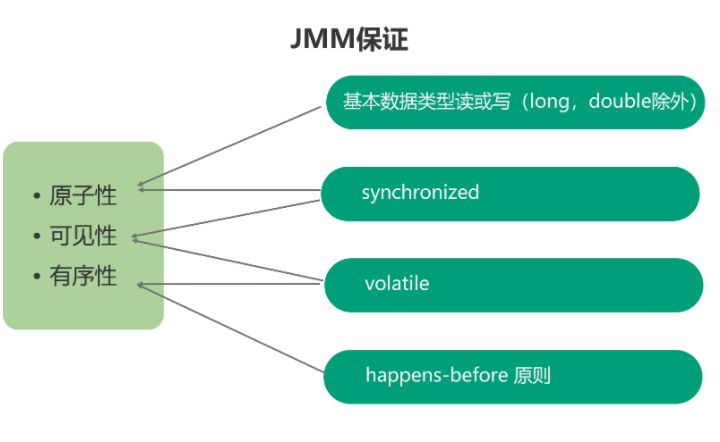 JMM保证
基本数据类型读或写（long，double除外）
• 原子性
• 可见性
• 有序性
synchronized
volatile
happens-before 原则